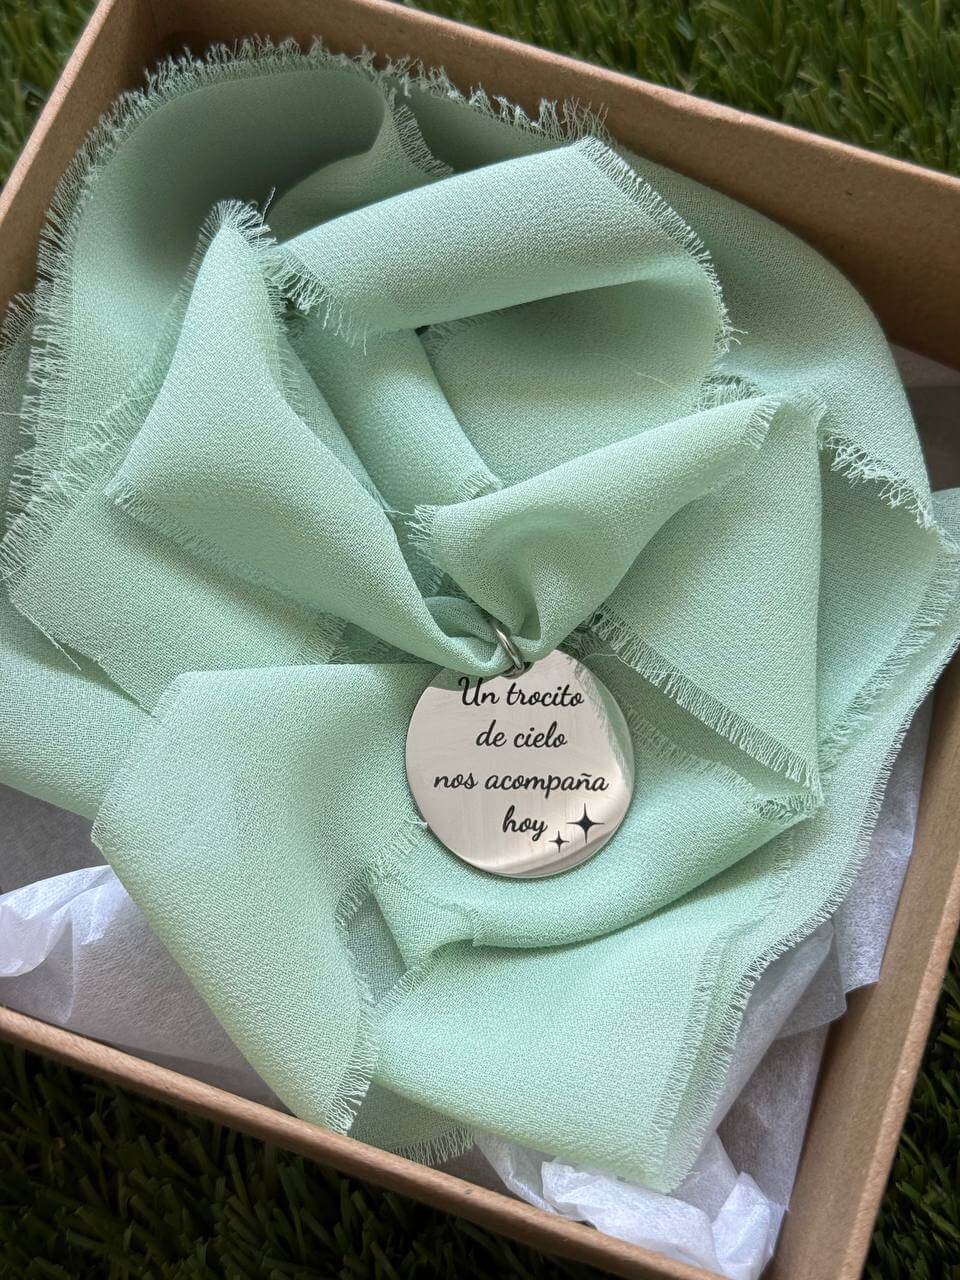 Un trocito
de cielo
nos acompaña
hoy